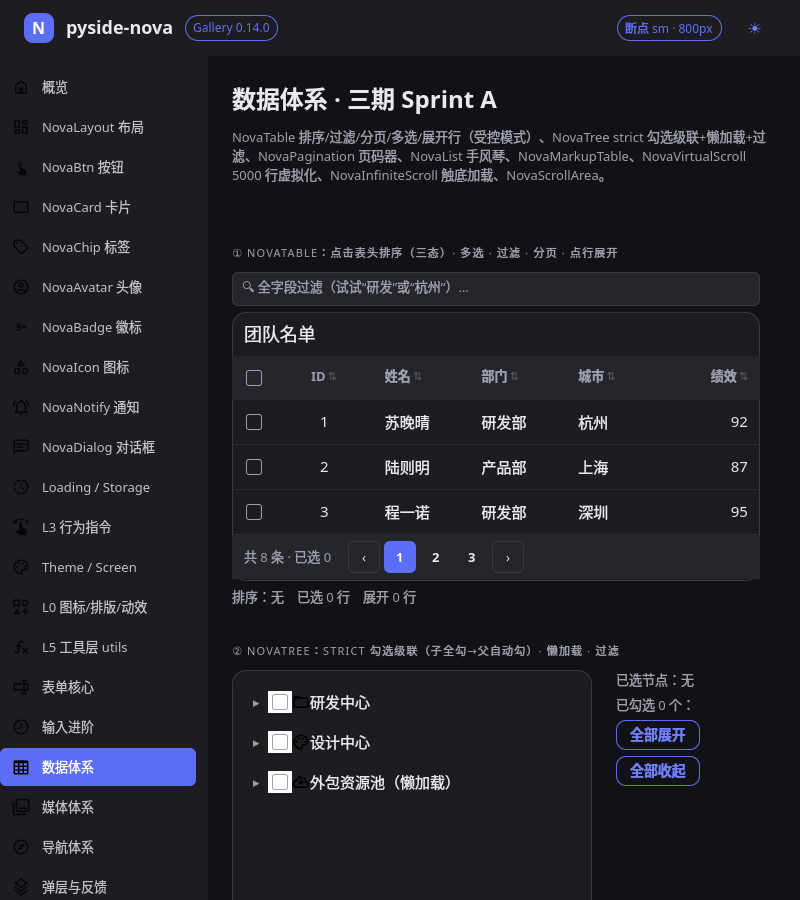 N pyside-nova Gallery 0.14.0 断点 sm · 800px
概览
NovaLayout 布局
NovaBtn 按钮
NovaCard 卡片
NovaChip 标签
NovaAvatar 头像
9+ NovaBadge 徽标
NovaIcon 图标
NovaNotify 通知
NovaDialog 对话框
Loading / Storage
L3 行为指令
Theme / Screen
L0 图标/排版/动效
L5 工具层 utils
表单核心
输入进阶
数据体系
媒体体系
导航体系
弹层与反馈
数据体系 · 三期 Sprint A
NovaTable 排序/过滤/分页/多选/展开行（受控模式）、NovaTree strict 勾选级联+懒加载+过
滤、NovaPagination 页码器、NovaList 手风琴、NovaMarkupTable、NovaVirtualScroll
5000 行虚拟化、NovaInfiniteScroll 触底加载、NovaScrollArea。
① NOVATABLE：点击表头排序（三态）· 多选 · 过滤 · 分页 · 点行展开
🔍 全字段过滤（试试"研发"或"杭州"）…
团队名单
ID ⇅ 姓名 ⇅ 部门 ⇅ 城市 ⇅ 绩效 ⇅
1 苏晚晴 研发部 杭州 92
2 陆则明 产品部 上海 87
3 程一诺 研发部 深圳 95
共 8 条 · 已选 0 ‹ 1 2 3 ›
排序：无 已选 0 行 展开 0 行
② NOVATREE：STRICT 勾选级联（子全勾→父自动勾）· 懒加载 · 过滤
▸ 研发中心
▸ 设计中心
▸ 外包资源池（懒加载）
已选节点：无
已勾选 0 个：
全部展开
全部收起